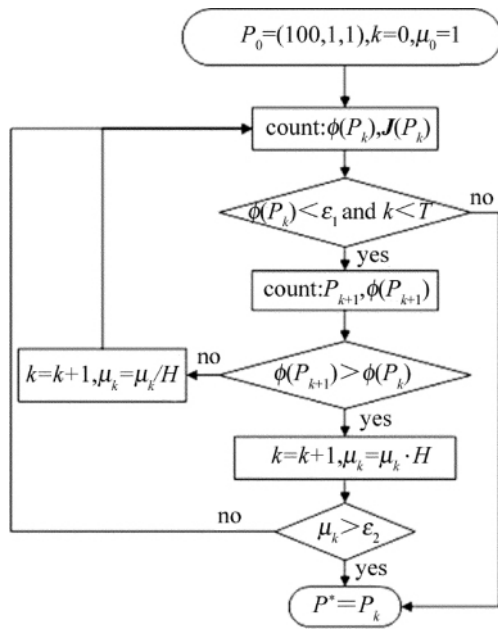 P₀=(100,1,1),k=0,μ₀=1
count:ϕ(Pₖ),J(Pₖ)
ϕ(Pₖ)<ε₁ and k<T
no
yes
count:Pₖ₊₁,ϕ(Pₖ₊₁)
k=k+1,μₖ=μₖ/H
no
ϕ(Pₖ₊₁)>ϕ(Pₖ)
yes
k=k+1,μₖ=μₖ·H
no
μₖ>ε₂
yes
P*=Pₖ